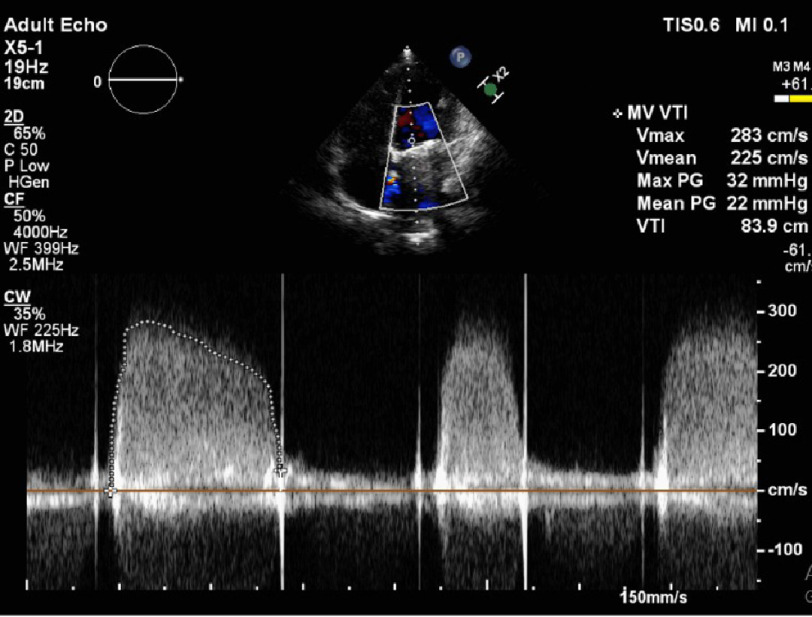 Adult Echo
TIS0.6 MI 0.1
X5-1
19Hz
19cm
0
P
X2
M3 M4
+61.
2D
65%
C 50
P Low
HGen
CF
50%
4000Hz
WF 399Hz
2.5MHz
MV VTI
Vmax 283 cm/s
Vmean 225 cm/s
Max PG 32 mmHg
Mean PG 22 mmHg
VTI 83.9 cm
-61.
cm/
CW
35%
WF 225Hz
1.8MHz
300
200
100
cm/s
-100
150mm/s